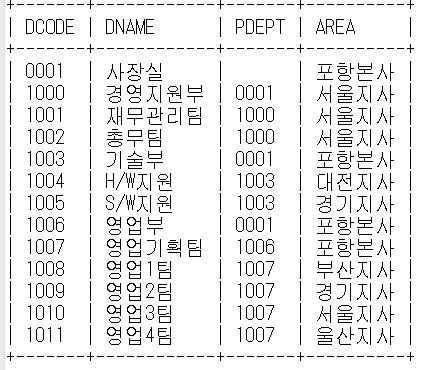 +-------+------------+-------+----------+
| DCODE | DNAME | PDEPT | AREA |
+-------+------------+-------+----------+
| 0001 | 사장실 | | 포항본사 |
| 1000 | 경영지원부 | 0001 | 서울지사 |
| 1001 | 재무관리팀 | 1000 | 서울지사 |
| 1002 | 총무팀 | 1000 | 서울지사 |
| 1003 | 기술부 | 0001 | 포항본사 |
| 1004 | H/W지원 | 1003 | 대전지사 |
| 1005 | S/W지원 | 1003 | 경기지사 |
| 1006 | 영업부 | 0001 | 포항본사 |
| 1007 | 영업기획팀 | 1006 | 포항본사 |
| 1008 | 영업1팀 | 1007 | 부산지사 |
| 1009 | 영업2팀 | 1007 | 경기지사 |
| 1010 | 영업3팀 | 1007 | 서울지사 |
| 1011 | 영업4팀 | 1007 | 울산지사 |
+-------+------------+-------+----------+